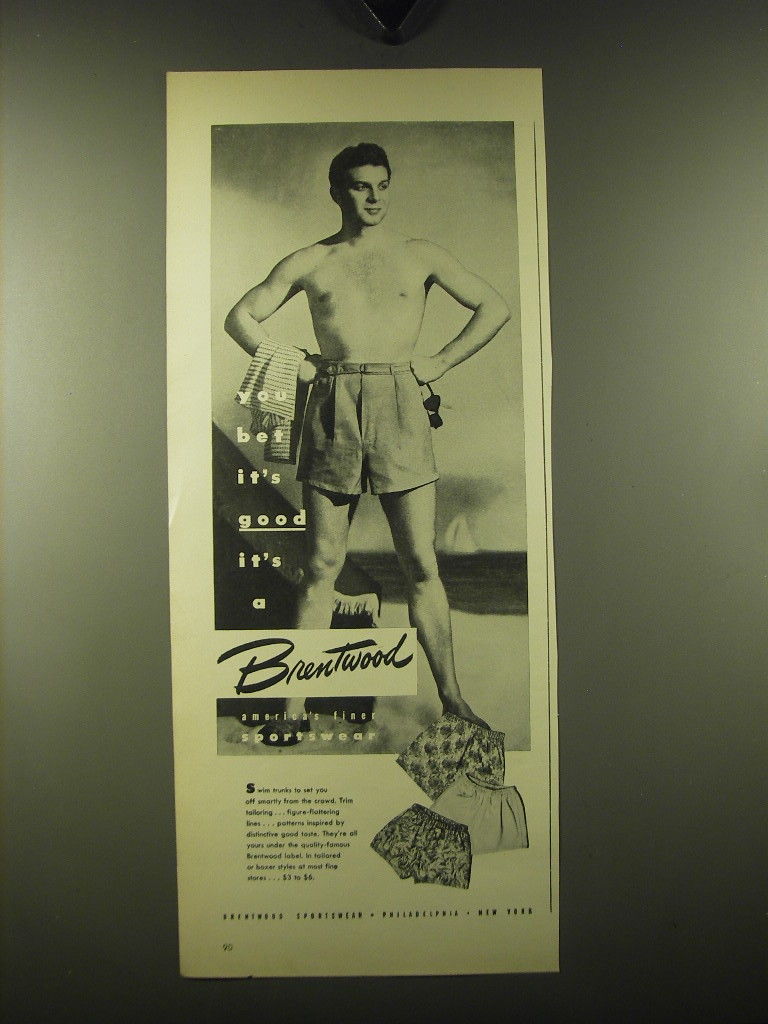 you
bet
it's
good
it's
a
Brentwood
america's finer
sportswear
Swim trunks to set you
off smartly from the crowd. Trim
tailoring . . . figure-flattering
lines . . . patterns inspired by
distinctive good taste. They're all
yours under the quality-famous
Brentwood label. In tailored
or boxer styles at most fine
stores . . . $3 to $6.
BRENTWOOD SPORTSWEAR • PHILADELPHIA • NEW YORK
90